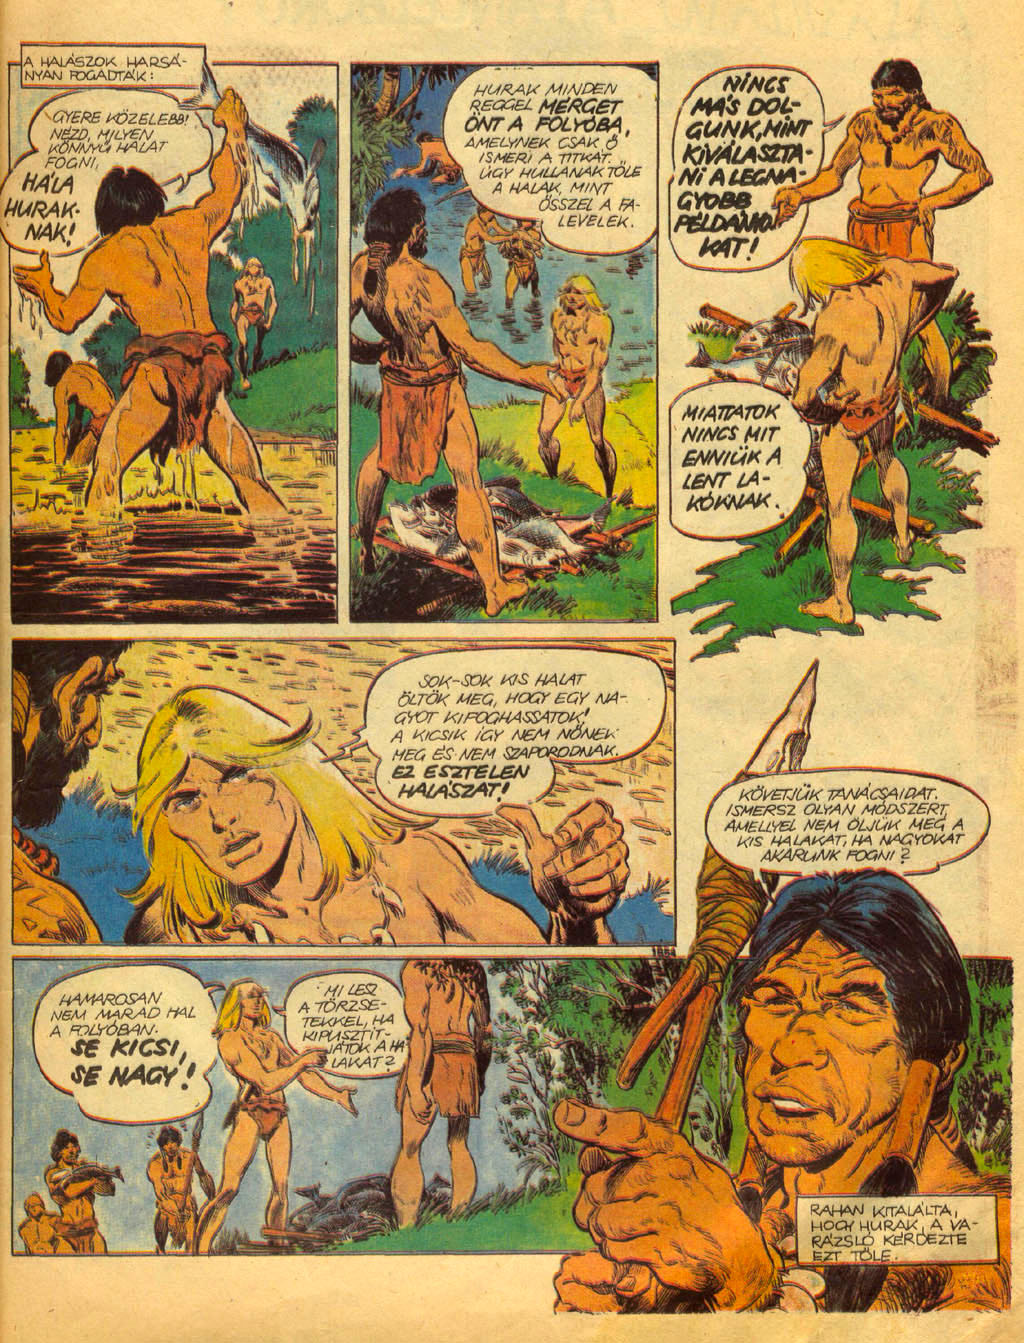 A HALÁSZOK HARSÁ-
NYAN FOGADTÁK:
GYERE KÖZELEBB!
NÉZD, MILYEN
KÖNNYŰ HALAT
FOGNI,
HÁLA
HURAK-
NAK!
HURAK MINDEN
REGGEL MÉRGET
ÖNT A FOLYÓBA,
AMELYNEK CSAK Ő
ISMERI A TITKÁT.
ÚGY HULLANAK TŐLE
A HALAK, MINT
ŐSSZEL A FA-
LEVELEK.
NINCS
MÁS DOL-
GUNK, MINT
KIVÁLASZTA-
NI A LEGNA-
GYOBB
PÉLDÁNYO-
KAT!
MIATTATOK
NINCS MIT
ENNIÜK A
LENT LA-
KÓKNAK.
SOK-SOK KIS HALAT
ÖLTÖK MEG, HOGY EGY NA-
GYOT KIFOGHASSATOK!
A KICSIK ÍGY NEM NŐNEK
MEG ÉS NEM SZAPORODNAK.
EZ ESZTELEN
HALÁSZAT!
KÖVETJÜK TANÁCSAIDAT.
ISMERSZ OLYAN MÓDSZERT,
AMELLYEL NEM ÖLJÜK MEG A
KIS HALAKAT, HA NAGYOKAT
AKARUNK FOGNI?
HAMAROSAN
NEM MARAD HAL
A FOLYÓBAN.
SE KICSI,
SE NAGY!
MI LESZ
A TÖRZSE-
TEKKEL, HA
KIPUSZTÍT-
JÁTOK A HA-
LAKAT?
RAHAN KITALÁLTA,
HOGY HURAK, A VA-
RÁZSLÓ KÉRDEZTE
EZT TŐLE.